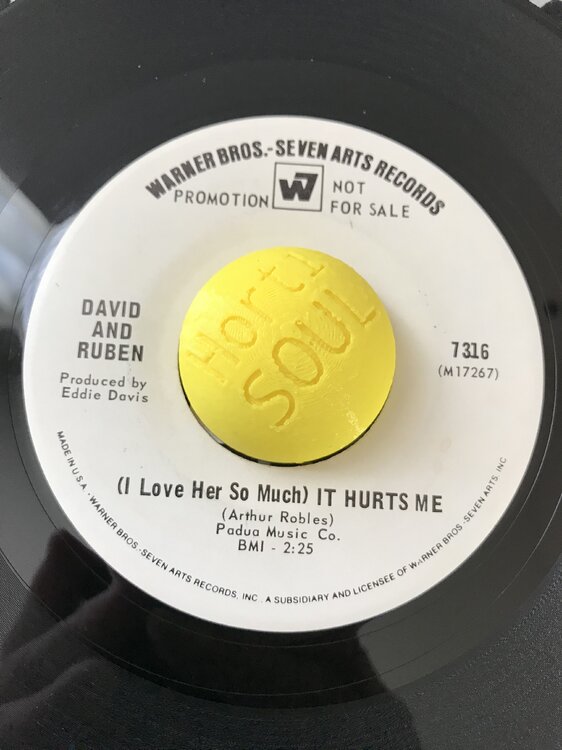 WARNER BROS.-SEVEN ARTS RECORDS
PROMOTION W7 NOT FOR SALE
DAVID
AND
RUBEN
Produced by
Eddie Davis
Horti
SOUL
7316
(M17267)
(I Love Her So Much) IT HURTS ME
(Arthur Robles)
Padua Music Co.
BMI - 2:25
MADE IN U.S.A. · WARNER BROS.-SEVEN ARTS RECORDS, INC., A SUBSIDIARY AND LICENSEE OF WARNER BROS.-SEVEN ARTS, INC